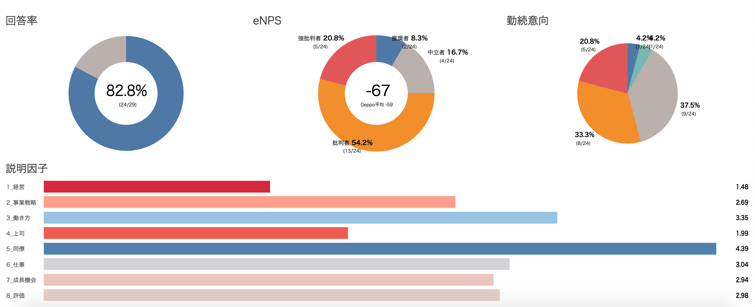 回答率
82.8%
(24/29)
eNPS
強批判者 20.8%
(5/24)
推奨者 8.3%
(2/24)
中立者 16.7%
(4/24)
-67
Geppo平均 -59
批判者 54.2%
(13/24)
勤続意向
20.8%
(5/24)
4.2%
(1/24)
4.2%
(1/24)
37.5%
(9/24)
33.3%
(8/24)
説明因子
1_経営 1.48
2_事業戦略 2.69
3_働き方 3.35
4_上司 1.99
5_同僚 4.39
6_仕事 3.04
7_成長機会 2.94
8_評価 2.98